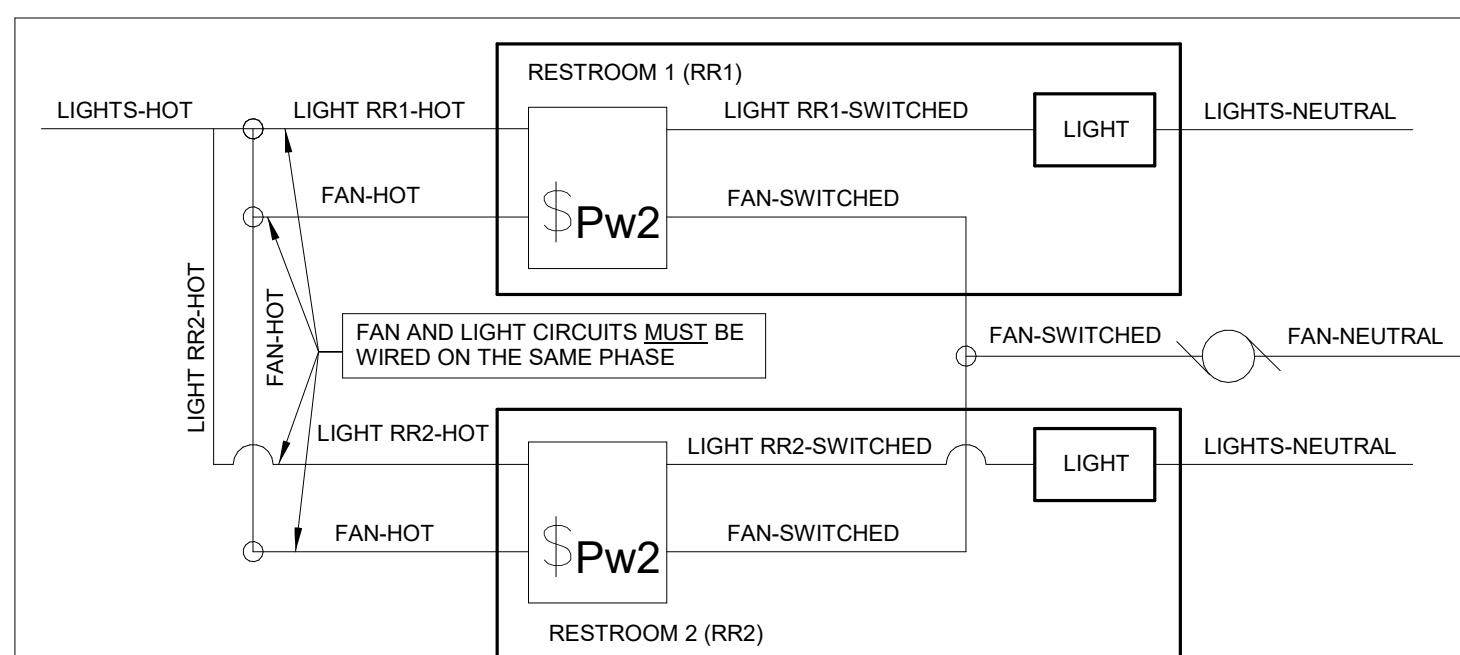 RESTROOM 1 (RR1)
LIGHTS-HOT
LIGHT RR1-HOT
LIGHT RR1-SWITCHED
LIGHT
LIGHTS-NEUTRAL
FAN-HOT
$Pw2
FAN-SWITCHED
LIGHT RR2-HOT
FAN-HOT
FAN AND LIGHT CIRCUITS MUST BE
WIRED ON THE SAME PHASE
FAN-SWITCHED
FAN-NEUTRAL
LIGHT RR2-HOT
LIGHT RR2-SWITCHED
LIGHT
LIGHTS-NEUTRAL
FAN-HOT
$Pw2
FAN-SWITCHED
RESTROOM 2 (RR2)